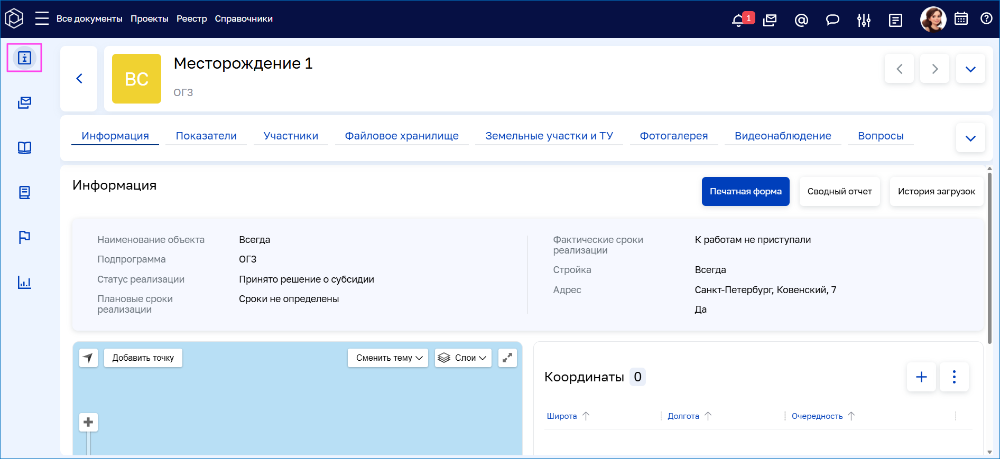 Все документы Проекты Реестр Справочники 1
ВС
Месторождение 1
ОГЗ
Информация Показатели Участники Файловое хранилище Земельные участки и ТУ Фотогалерея Видеонаблюдение Вопросы
Информация
Печатная форма Сводный отчет История загрузок
Наименование объекта Всегда
Подпрограмма ОГЗ
Статус реализации Принято решение о субсидии
Плановые сроки реализации Сроки не определены
Фактические сроки реализации К работам не приступали
Стройка Всегда
Адрес Санкт-Петербург, Ковенский, 7
Да
Добавить точку Сменить тему Слои
Координаты 0
Широта Долгота Очередность